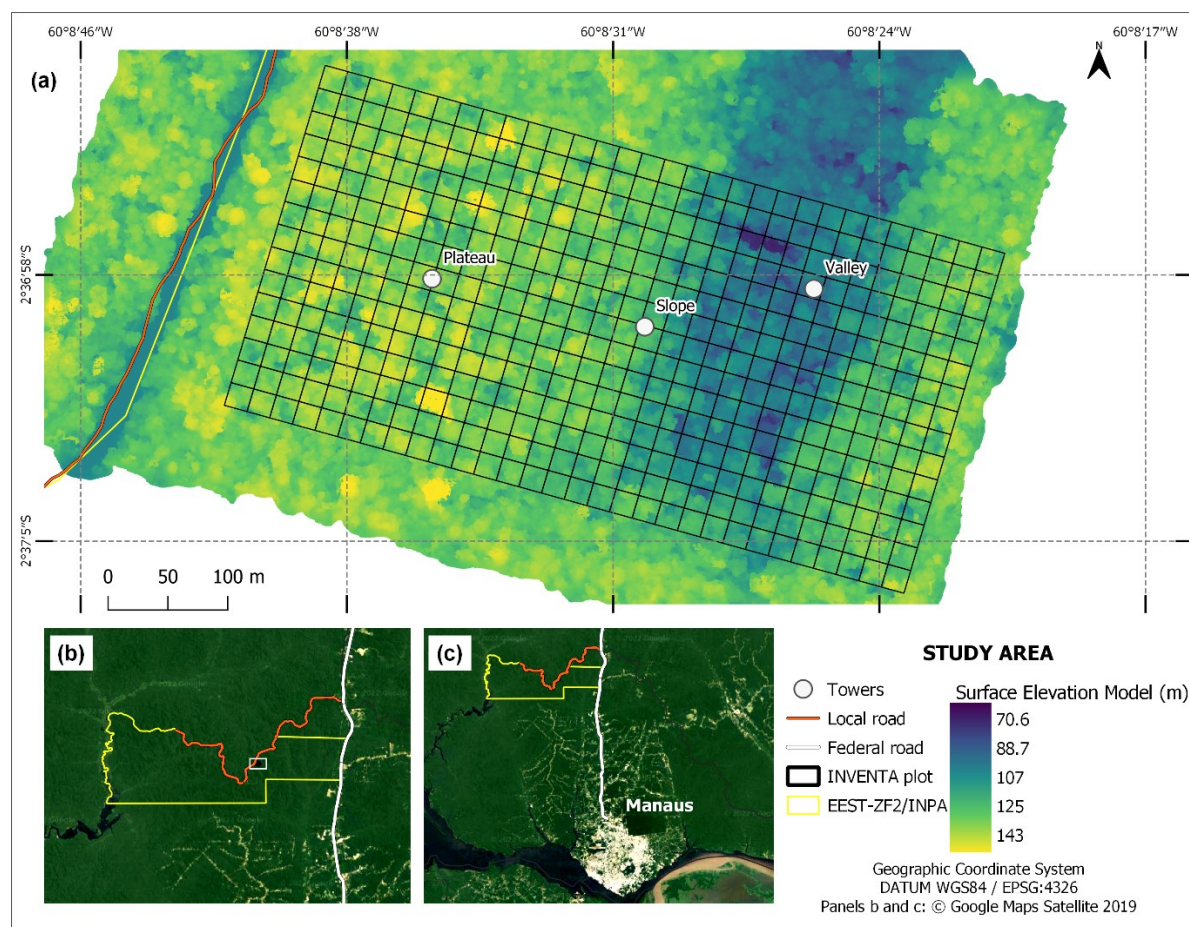 60°8'46"W
60°8'38"W
60°8'31"W
60°8'24"W
60°8'17"W
(a)
N
Plateau
Valley
Slope
2°36'58"S
2°37'5"S
0 50 100 m
(b)
(c)
Manaus
STUDY AREA
Towers
Local road
Federal road
INVENTA plot
EEST-ZF2/INPA
Surface Elevation Model (m)
70.6
88.7
107
125
143
Geographic Coordinate System
DATUM WGS84 / EPSG:4326
Panels b and c: © Google Maps Satellite 2019